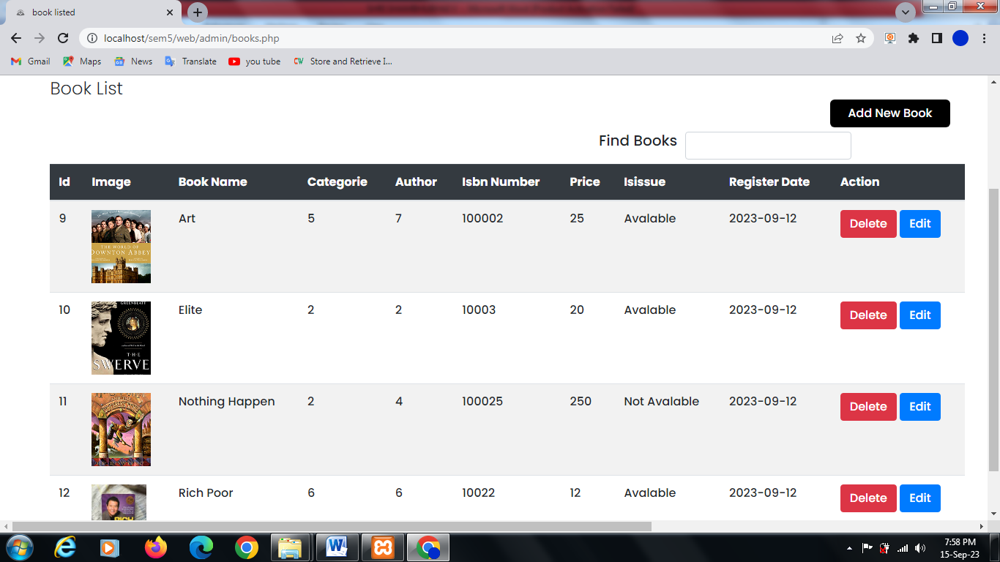 book listed
localhost/sem5/web/admin/books.php
Gmail Maps News Translate you tube Store and Retrieve I...
Book List
Add New Book
Find Books
Id Image Book Name Categorie Author Isbn Number Price Isissue Register Date Action
9 Art 5 7 100002 25 Avalable 2023-09-12 Delete Edit
THE WORLD OF
DOWNTON ABBEY
10 Elite 2 2 10003 20 Avalable 2023-09-12 Delete Edit
GREENBLATT
THE
SWERVE
11 Nothing Happen 2 4 100025 250 Not Avalable 2023-09-12 Delete Edit
12 Rich Poor 6 6 10022 12 Avalable 2023-09-12 Delete Edit
RICH
7:58 PM
15-Sep-23